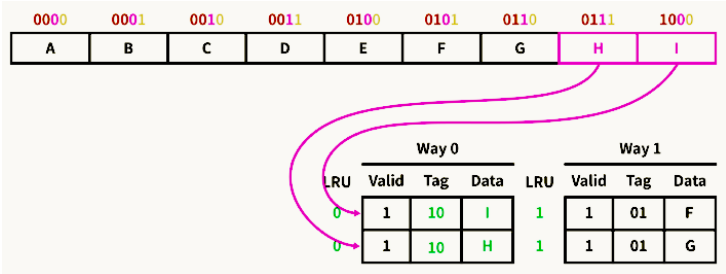 0000 0001 0010 0011 0100 0101 0110 0111 1000
A B C D E F G H I
Way 0 Way 1
LRU Valid Tag Data LRU Valid Tag Data
0 1 10 I 1 1 01 F
0 1 10 H 1 1 01 G